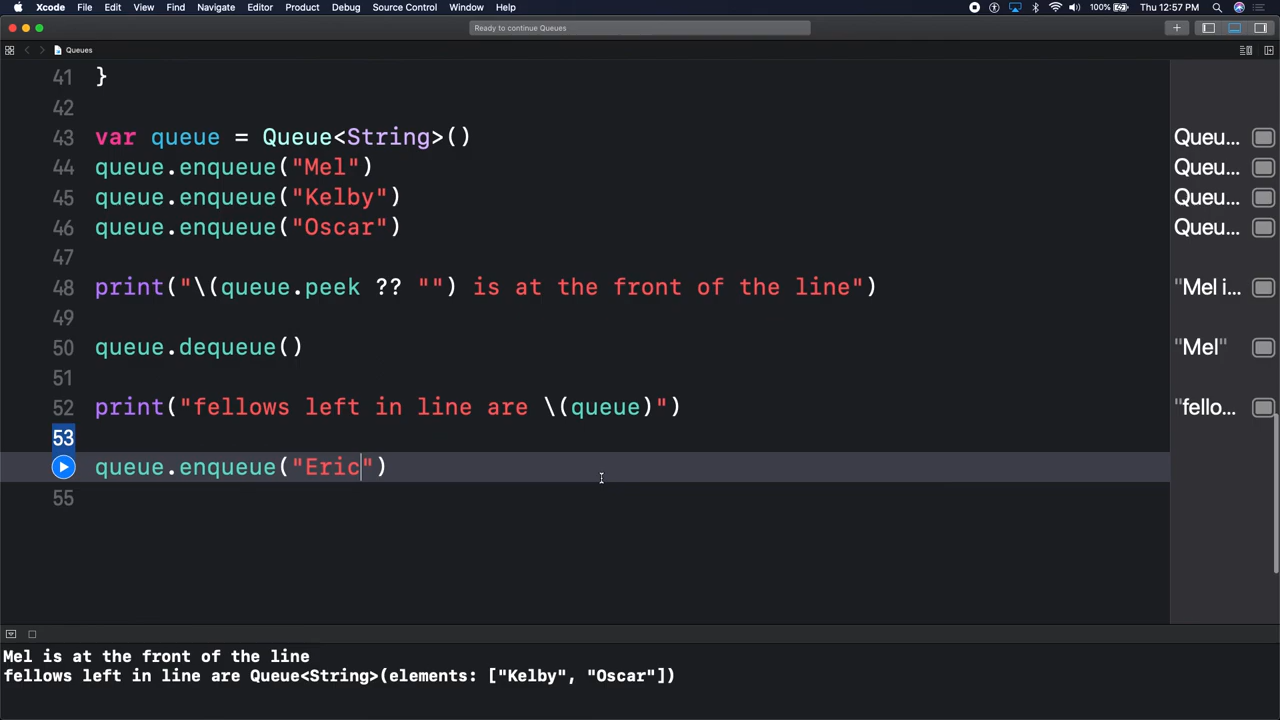 Xcode File Edit View Find Navigate Editor Product Debug Source Control Window Help 100% Thu 12:57 PM
Ready to continue Queues
Queues
41 }
42
43 var queue = Queue<String>() Queu...
44 queue.enqueue("Mel") Queu...
45 queue.enqueue("Kelby") Queu...
46 queue.enqueue("Oscar") Queu...
47
48 print("\(queue.peek ?? "") is at the front of the line") "Mel i...
49
50 queue.dequeue() "Mel"
51
52 print("fellows left in line are \(queue)") "fello...
53
queue.enqueue("Eric")
55
Mel is at the front of the line
fellows left in line are Queue<String>(elements: ["Kelby", "Oscar"])